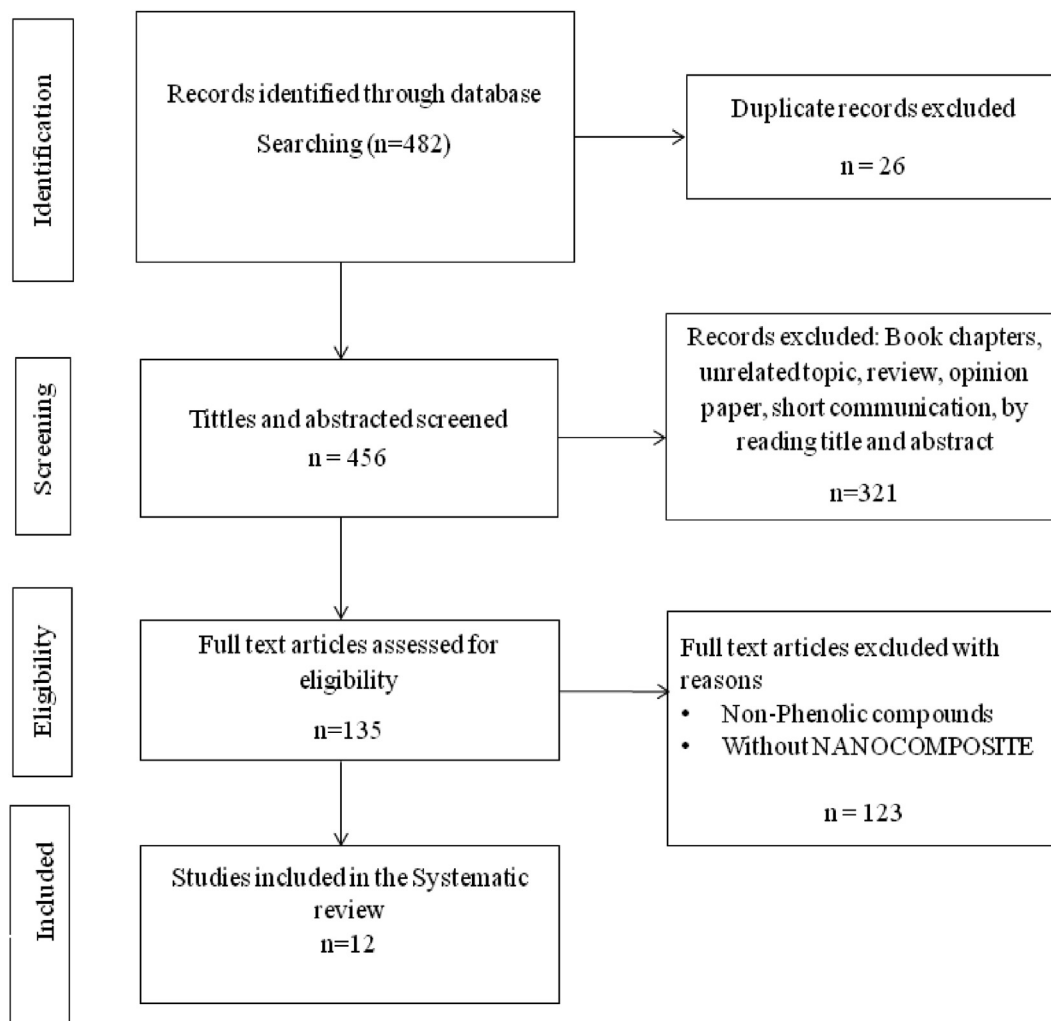 Identification
Records identified through database
Searching (n=482)
Duplicate records excluded
n = 26
Screening
Tittles and abstracted screened
n = 456
Records excluded: Book chapters,
unrelated topic, review, opinion
paper, short communication, by
reading title and abstract
n=321
Eligibility
Full text articles assessed for
eligibility
n=135
Full text articles excluded with
reasons
• Non-Phenolic compounds
• Without NANOCOMPOSITE
n = 123
Included
Studies included in the Systematic
review
n=12